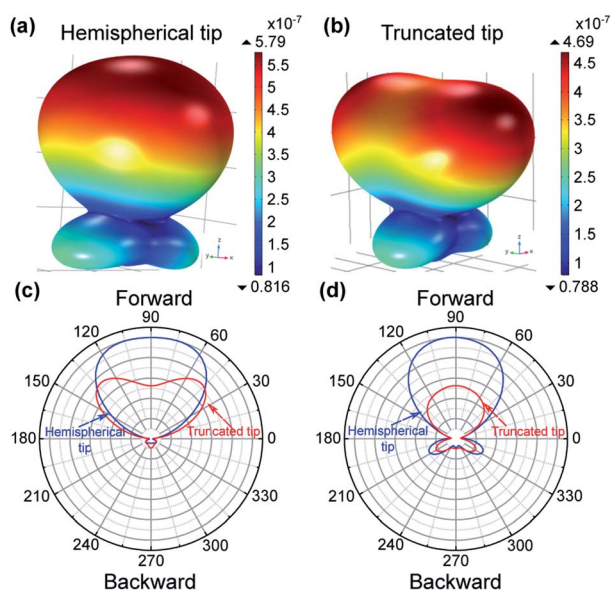 (a) Hemispherical tip
x10-7
▲ 5.79
5.5
5
4.5
4
3.5
3
2.5
2
1.5
1
▼ 0.816
z
y x
(b) Truncated tip
x10-7
▲ 4.69
4.5
4
3.5
3
2.5
2
1.5
1
▼ 0.788
z
y x
(c) Forward
90
120 60
150 30
Hemispherical tip
Truncated tip
180 0
210 330
240 300
270
Backward
(d) Forward
90
120 60
150 30
Hemispherical tip
Truncated tip
180 0
210 330
240 300
270
Backward